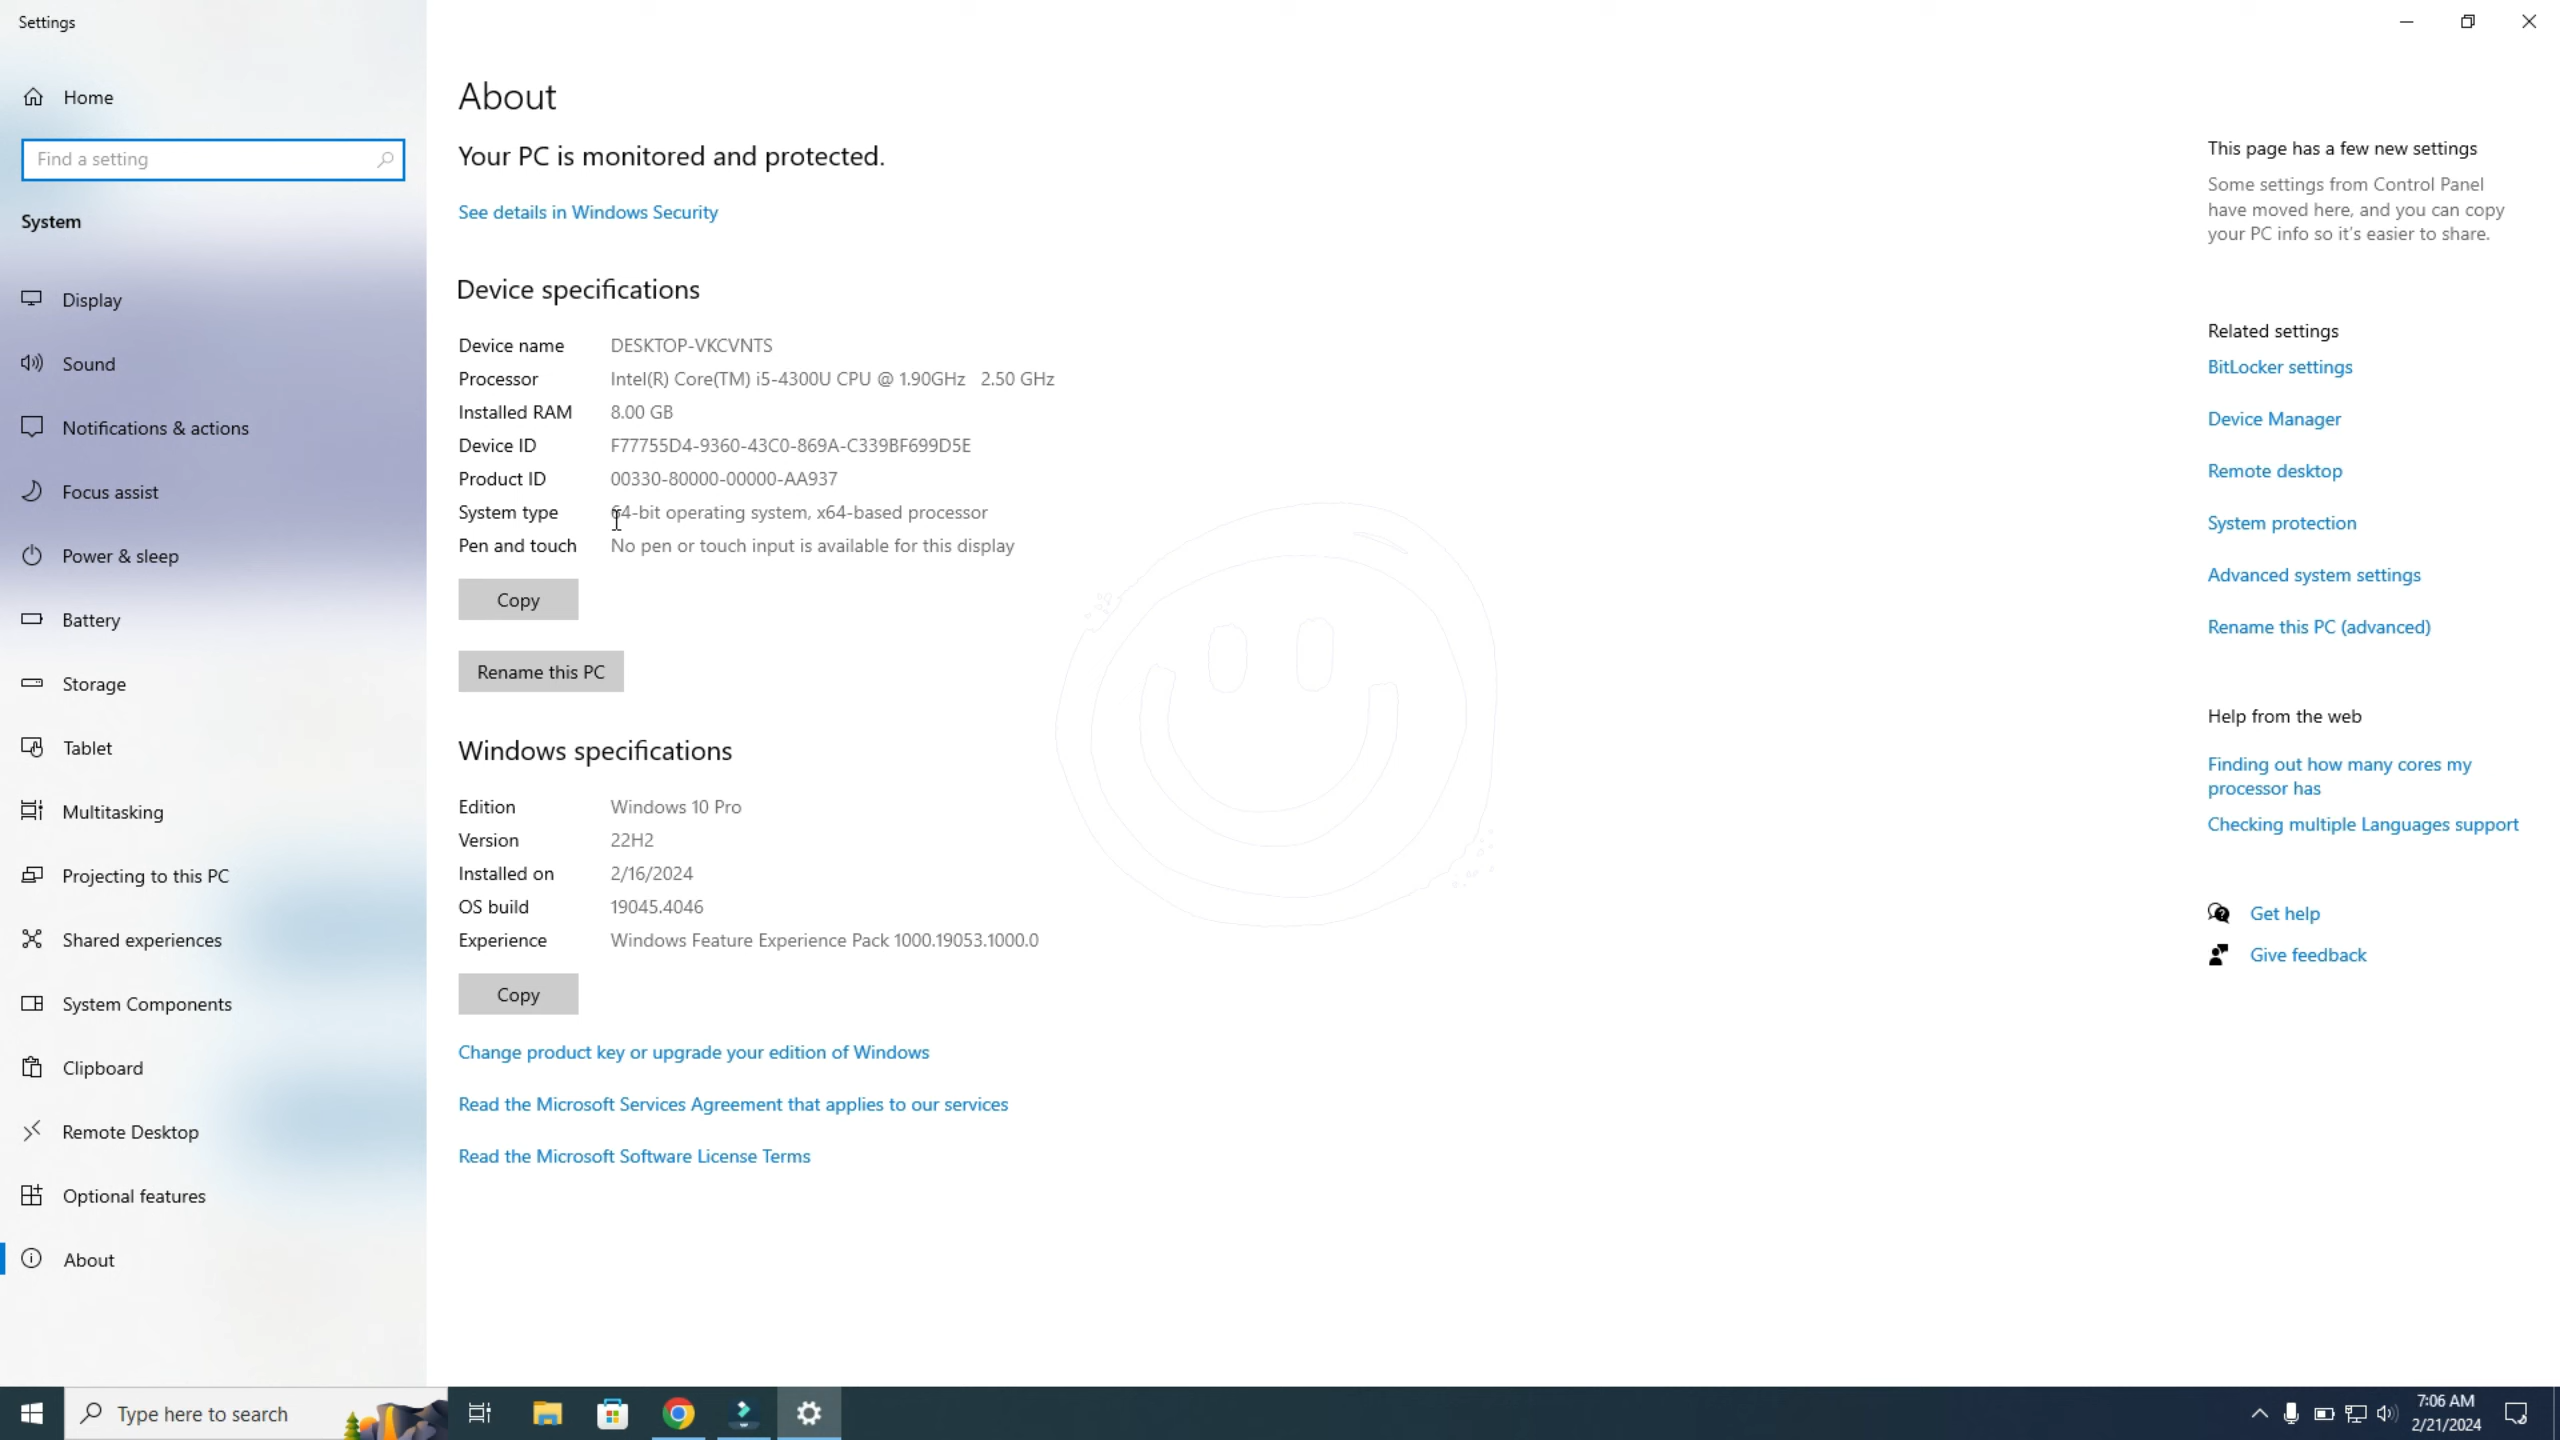 Settings
Home
Find a setting
System
Display
Sound
Notifications & actions
Focus assist
Power & sleep
Battery
Storage
Tablet
Multitasking
Projecting to this PC
Shared experiences
System Components
Clipboard
Remote Desktop
Optional features
About
About
Your PC is monitored and protected.
See details in Windows Security
Device specifications
Device name DESKTOP-VKCVNTS
Processor Intel(R) Core(TM) i5-4300U CPU @ 1.90GHz 2.50 GHz
Installed RAM 8.00 GB
Device ID F77755D4-9360-43C0-869A-C339BF699D5E
Product ID 00330-80000-00000-AA937
System type 64-bit operating system, x64-based processor
Pen and touch No pen or touch input is available for this display
Copy
Rename this PC
Windows specifications
Edition Windows 10 Pro
Version 22H2
Installed on 2/16/2024
OS build 19045.4046
Experience Windows Feature Experience Pack 1000.19053.1000.0
Copy
Change product key or upgrade your edition of Windows
Read the Microsoft Services Agreement that applies to our services
Read the Microsoft Software License Terms
This page has a few new settings
Some settings from Control Panel
have moved here, and you can copy
your PC info so it's easier to share.
Related settings
BitLocker settings
Device Manager
Remote desktop
System protection
Advanced system settings
Rename this PC (advanced)
Help from the web
Finding out how many cores my
processor has
Checking multiple Languages support
Get help
Give feedback
Type here to search
7:06 AM
2/21/2024